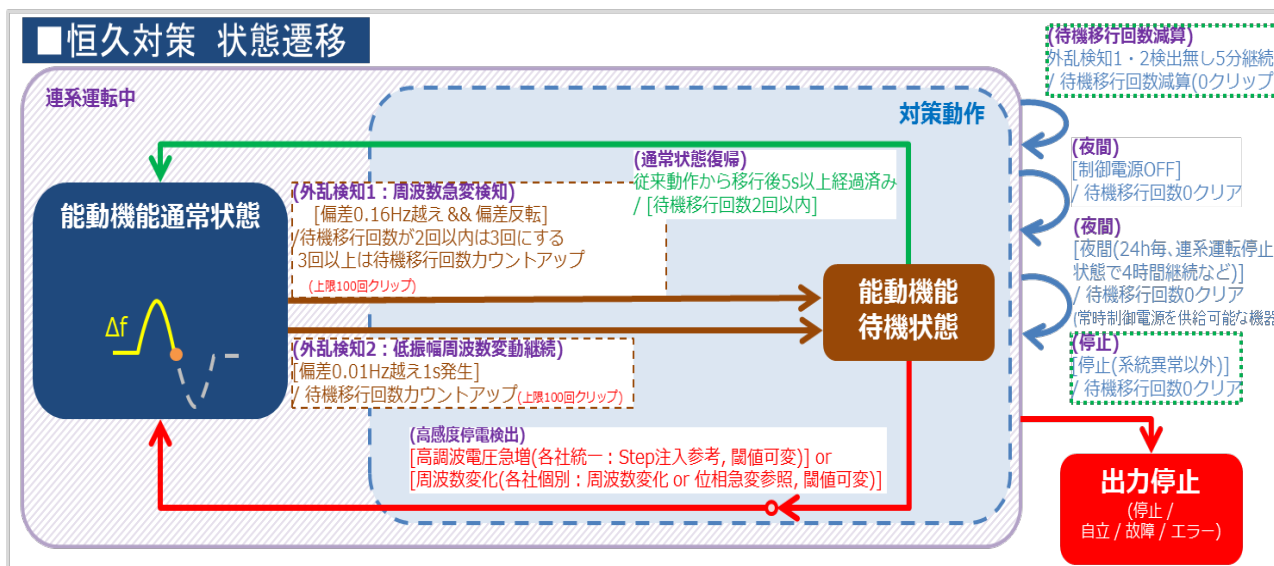 ■恒久対策 状態遷移
連系運転中
対策動作
能動機能通常状態
Δf
(外乱検知1：周波数急変検知)
[偏差0.16Hz越え && 偏差反転]
/待機移行回数が2回以内は3回にする
3回以上は待機移行回数カウントアップ
(上限100回クリップ)
(通常状態復帰)
従来動作から移行後5s以上経過済み
/ [待機移行回数2回以内]
能動機能
待機状態
(外乱検知2：低振幅周波数変動継続)
[偏差0.01Hz越え1s発生]
/ 待機移行回数カウントアップ(上限100回クリップ)
(高感度停電検出)
[高調波電圧急増(各社統一：Step注入参考, 閾値可変)] or
[周波数変化(各社個別：周波数変化 or 位相急変参照, 閾値可変)]
(待機移行回数減算)
外乱検知1・2検出無し5分継続
/ 待機移行回数減算(0クリップ
(夜間)
[制御電源OFF]
/ 待機移行回数0クリア
(夜間)
[夜間(24h毎、連系運転停止
状態で4時間継続など)]
/ 待機移行回数0クリア
(常時制御電源を供給可能な機器
(停止)
[停止(系統異常以外)]
/ 待機移行回数0クリア
出力停止
(停止 /
自立 / 故障 / エラー)